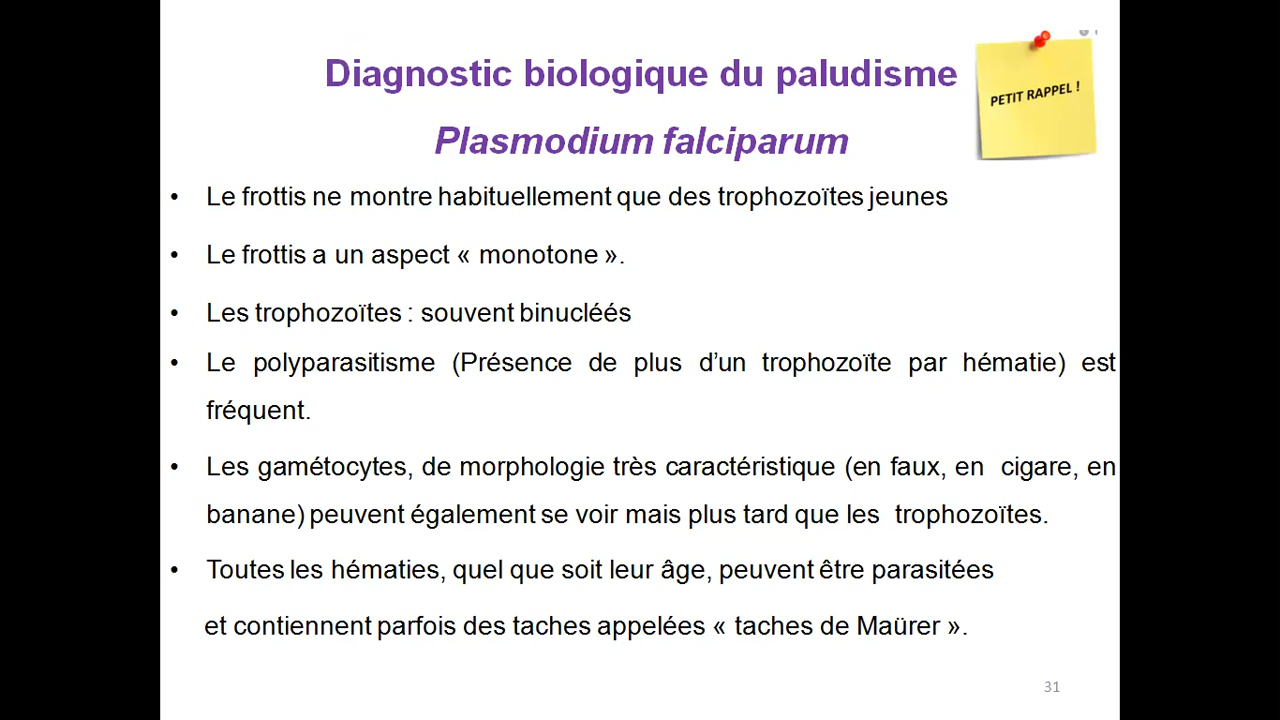 Diagnostic biologique du paludisme
PETIT RAPPEL !
Plasmodium falciparum
• Le frottis ne montre habituellement que des trophozoïtes jeunes
• Le frottis a un aspect « monotone ».
• Les trophozoïtes : souvent binucléés
• Le polyparasitisme (Présence de plus d’un trophozoïte par hématie) est
fréquent.
• Les gamétocytes, de morphologie très caractéristique (en faux, en cigare, en
banane) peuvent également se voir mais plus tard que les trophozoïtes.
• Toutes les hématies, quel que soit leur âge, peuvent être parasitées
et contiennent parfois des taches appelées « taches de Maürer ».
31